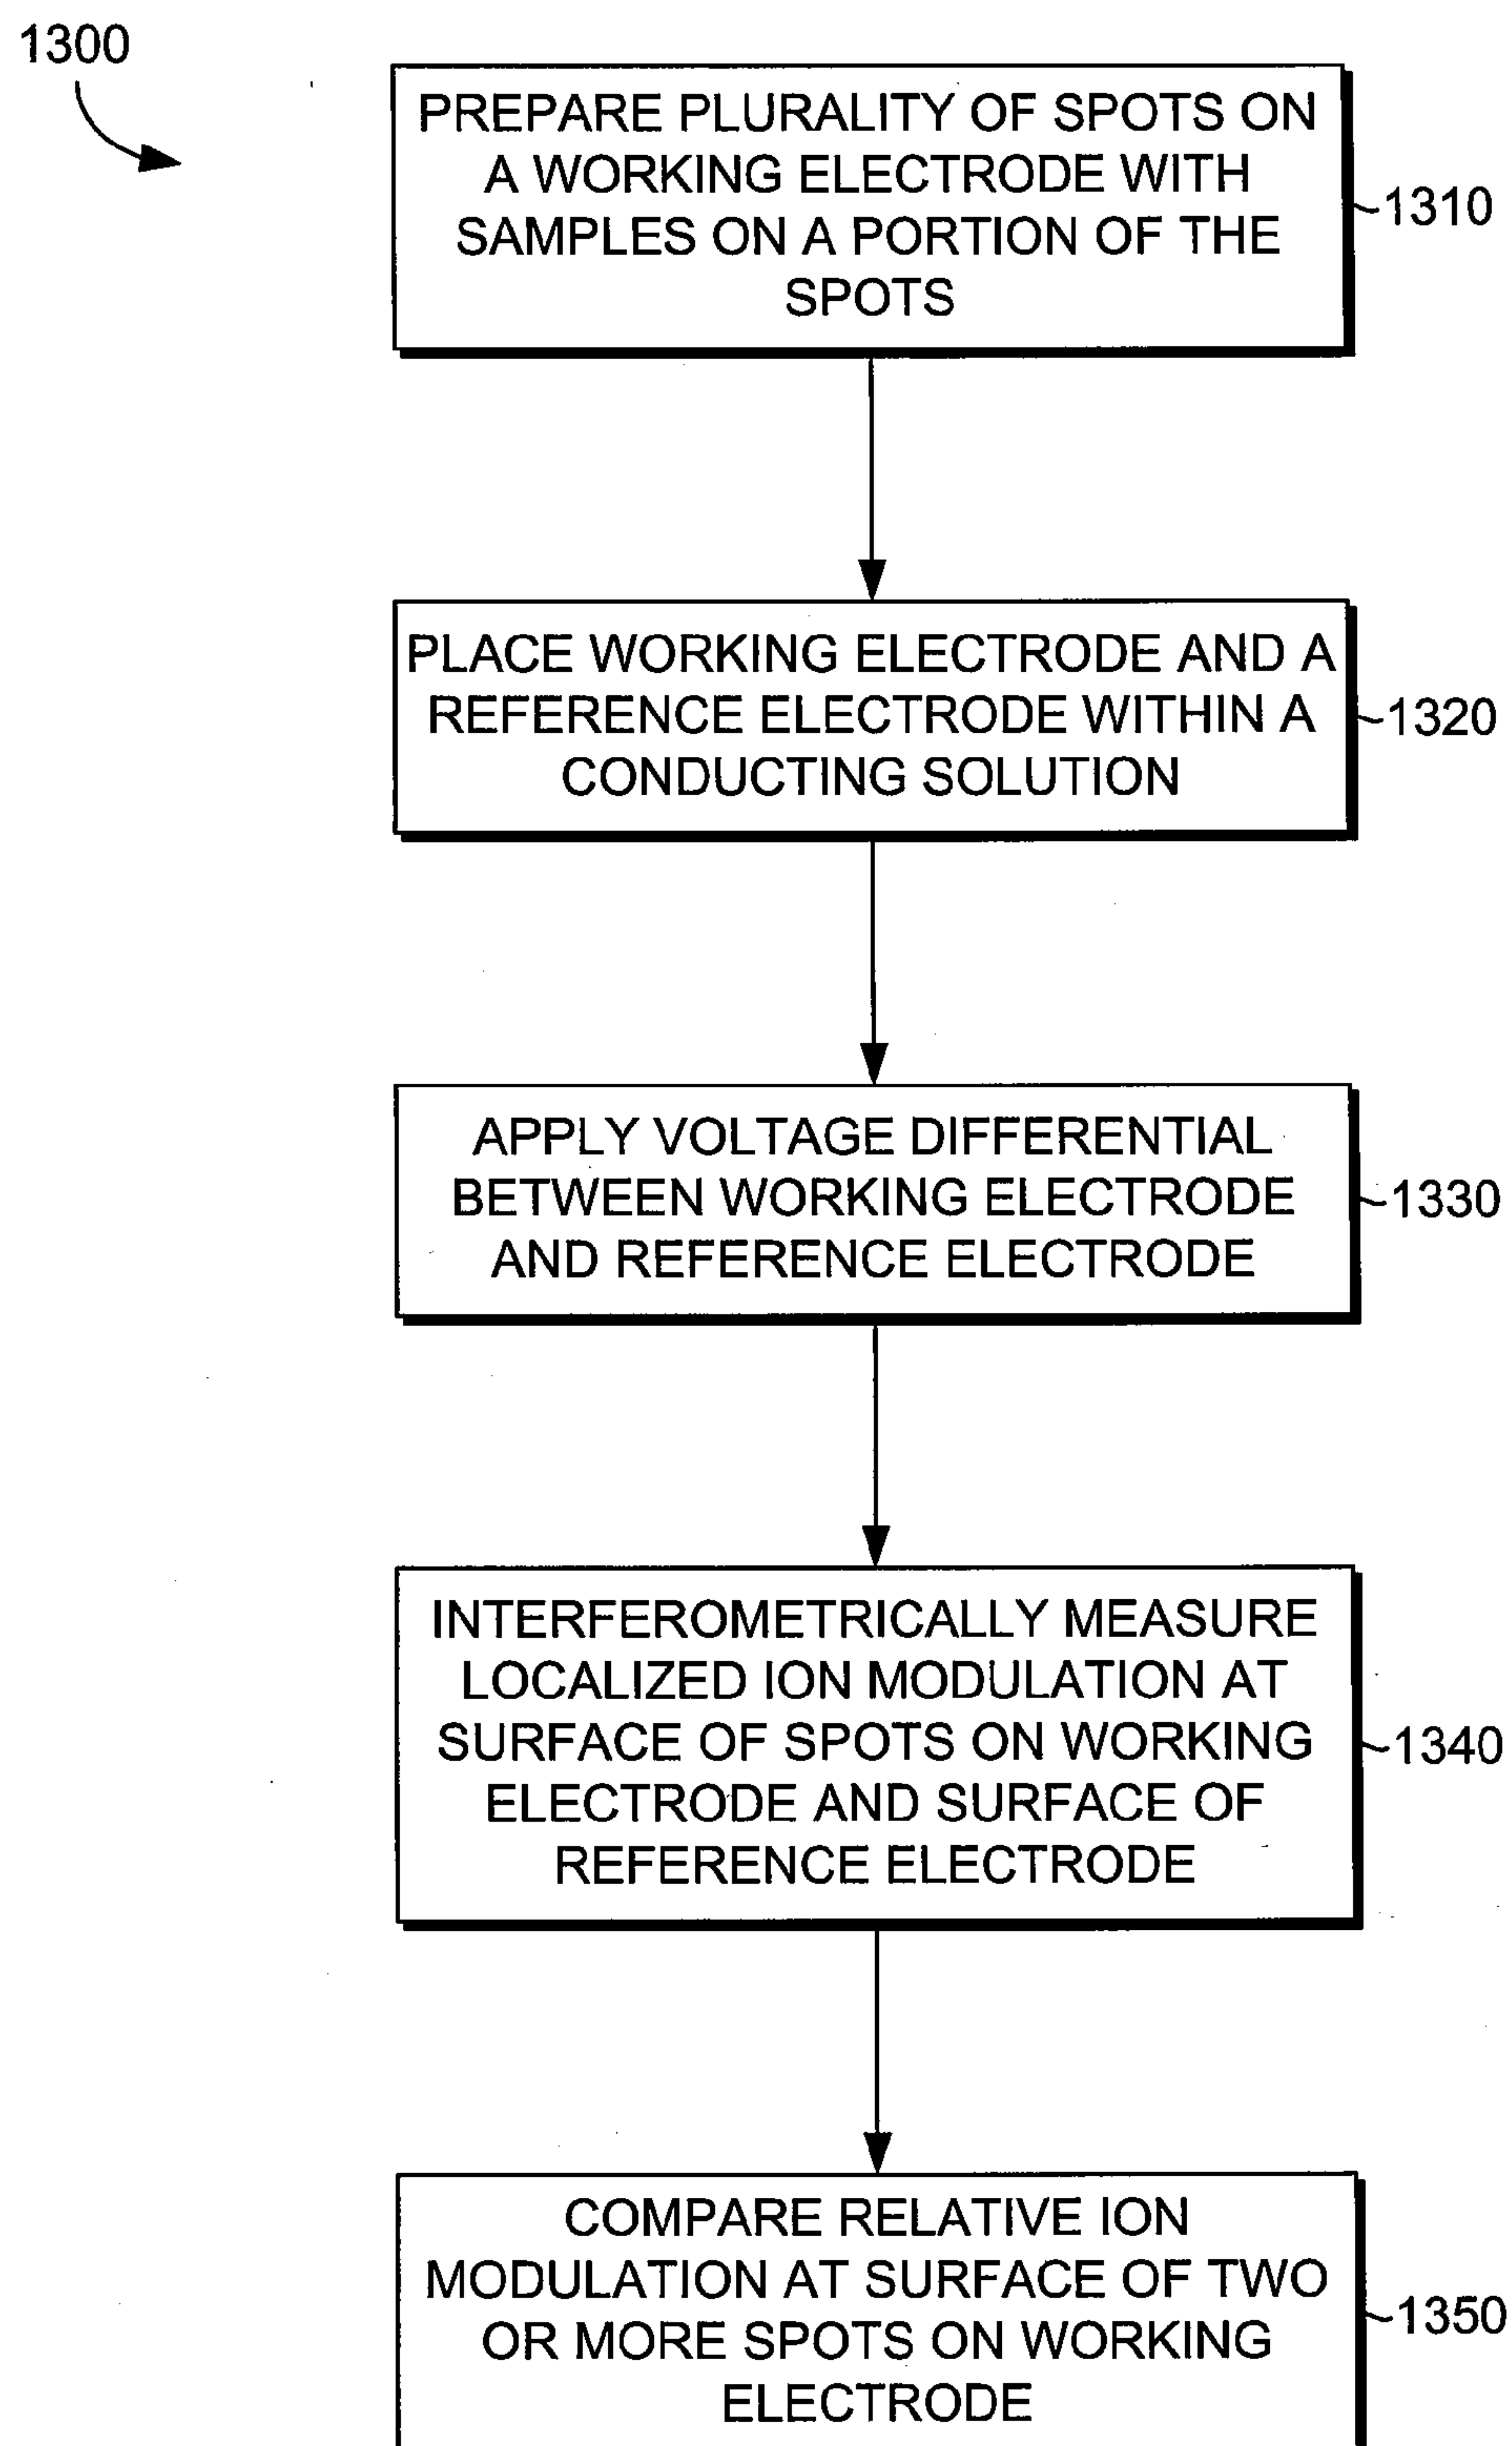 1300
PREPARE PLURALITY OF SPOTS ON
A WORKING ELECTRODE WITH
SAMPLES ON A PORTION OF THE
SPOTS
1310
PLACE WORKING ELECTRODE AND A
REFERENCE ELECTRODE WITHIN A
CONDUCTING SOLUTION
1320
APPLY VOLTAGE DIFFERENTIAL
BETWEEN WORKING ELECTRODE
AND REFERENCE ELECTRODE
1330
INTERFEROMETRICALLY MEASURE
LOCALIZED ION MODULATION AT
SURFACE OF SPOTS ON WORKING
ELECTRODE AND SURFACE OF
REFERENCE ELECTRODE
1340
COMPARE RELATIVE ION
MODULATION AT SURFACE OF TWO
OR MORE SPOTS ON WORKING
ELECTRODE
1350